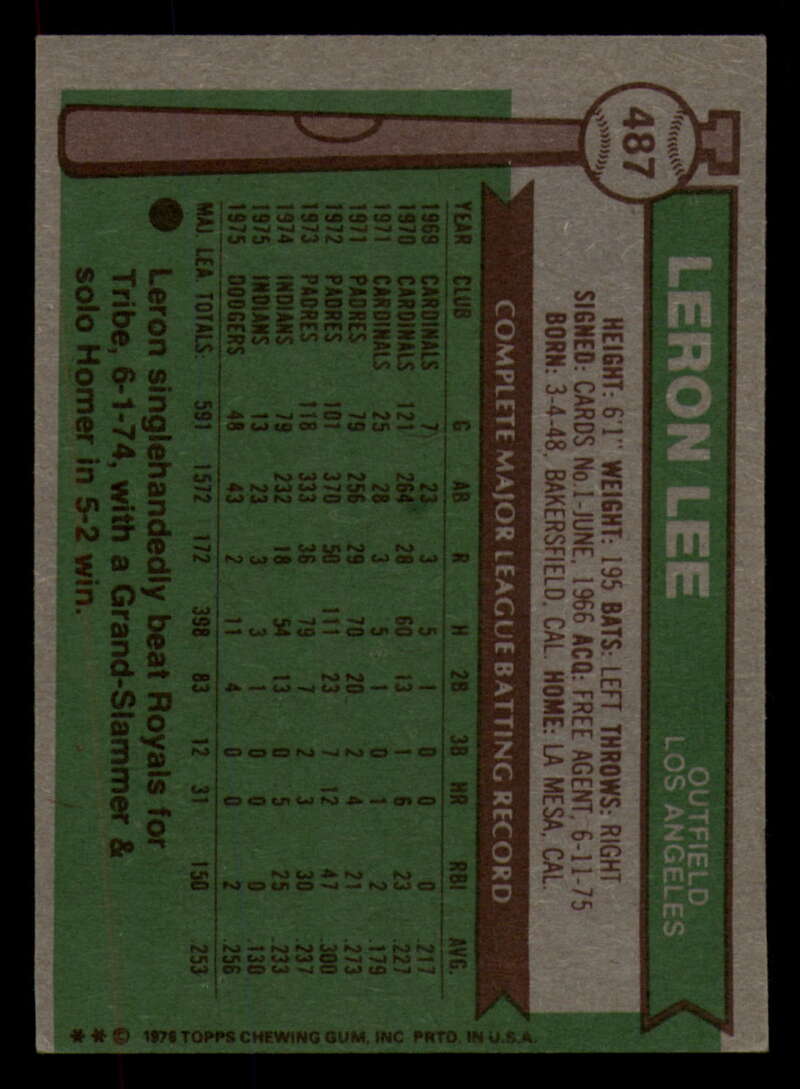 487
LERON LEE
OUTFIELD
LOS ANGELES
HEIGHT: 6'1" WEIGHT: 195 BATS: LEFT THROWS: RIGHT
SIGNED: CARDS No.1-JUNE, 1966 ACQ: FREE AGENT, 6-11-75
BORN: 3-4-48, BAKERSFIELD, CAL. HOME: LA MESA, CAL.
COMPLETE MAJOR LEAGUE BATTING RECORD
YEAR CLUB G AB R H 2B 3B HR RBI AVG.
1969 CARDINALS 7 23 3 5 1 0 0 0 .217
1970 CARDINALS 121 264 28 60 13 1 6 23 .227
1971 CARDINALS 25 28 3 5 1 0 1 2 .179
1971 PADRES 79 256 29 70 20 2 4 21 .273
1972 PADRES 101 370 50 111 23 7 12 47 .300
1973 PADRES 118 333 36 79 7 2 3 30 .237
1974 INDIANS 79 232 18 54 13 0 5 25 .233
1975 INDIANS 13 23 3 3 1 0 0 0 .130
1975 DODGERS 48 43 2 11 4 0 0 2 .256
MAJ. LEA. TOTALS 591 1572 172 398 83 12 31 150 .253
Leron singlehandedly beat Royals for
Tribe, 6-1-74, with a Grand-Slammer &
solo Homer in 5-2 win.
** © 1976 TOPPS CHEWING GUM, INC. PRTD. IN U.S.A.